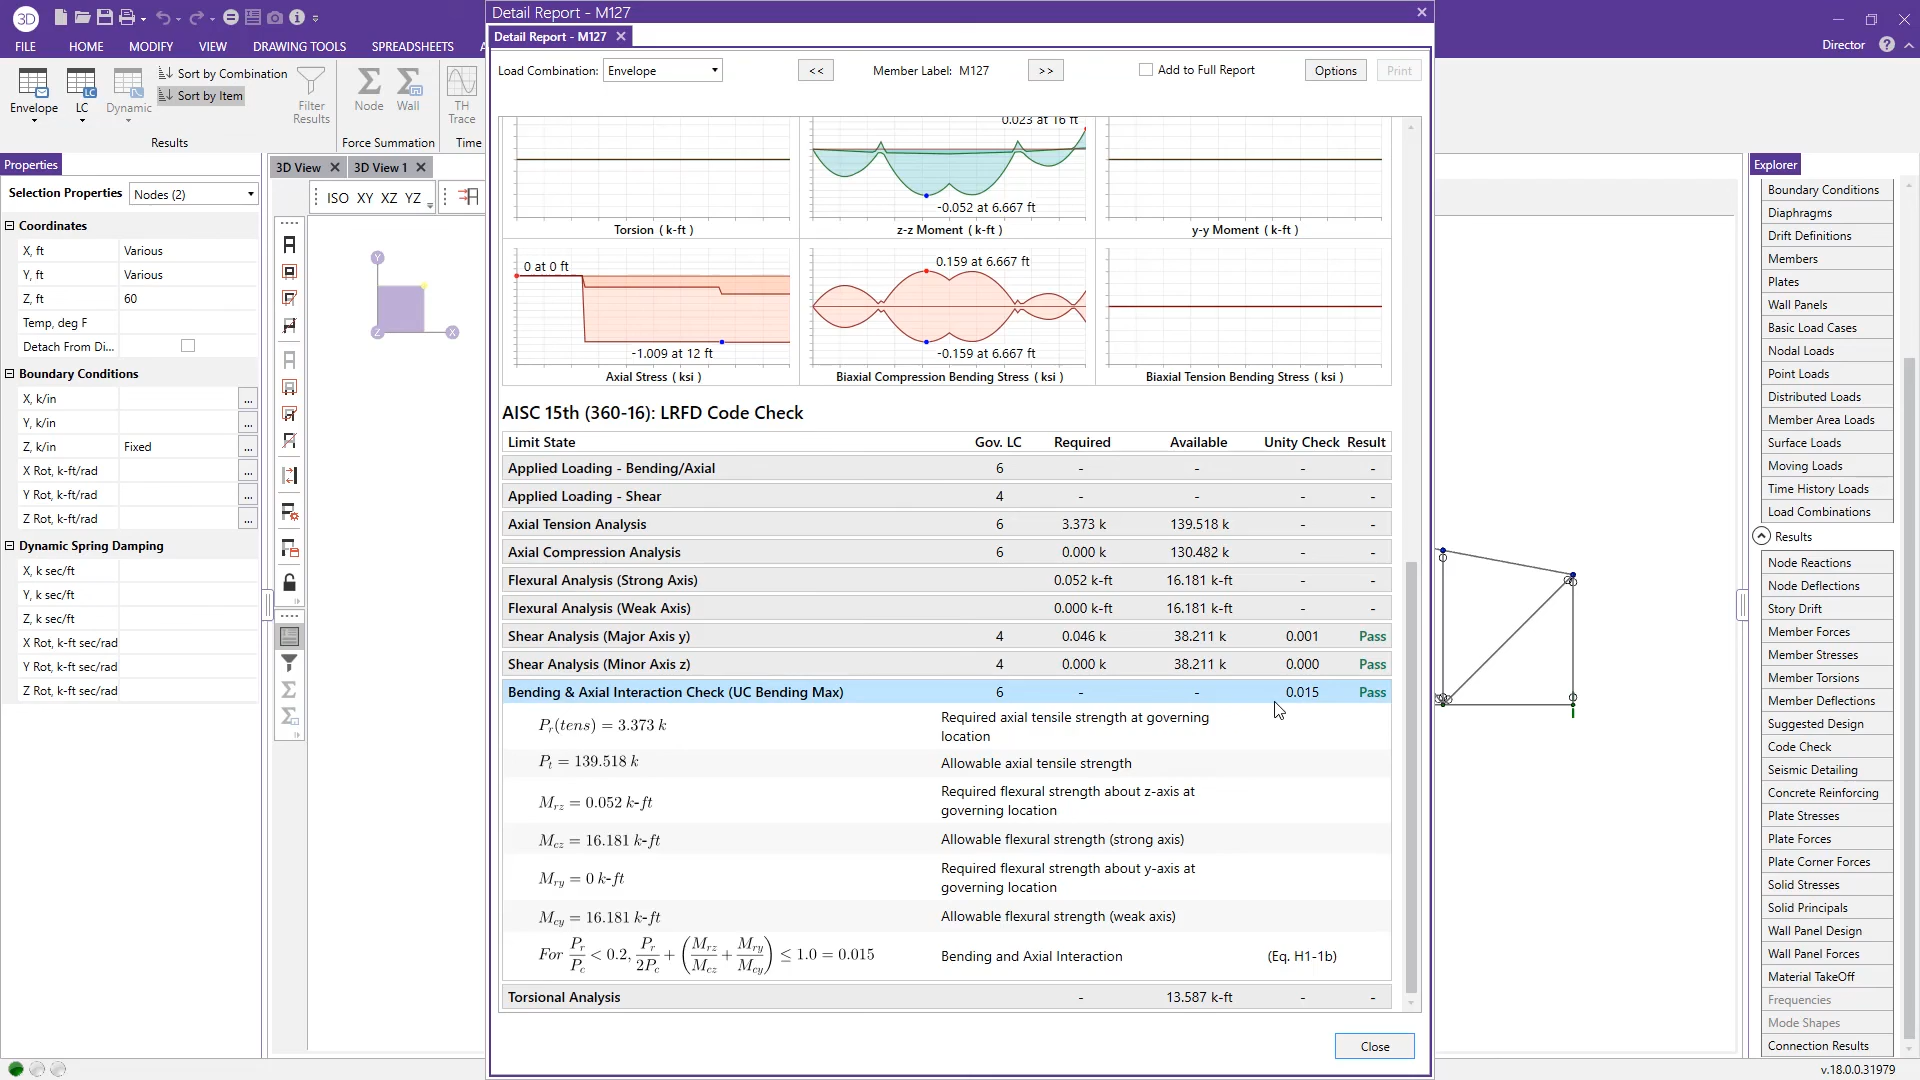 Detail Report - M127
3D
FILE HOME MODIFY VIEW DRAWING TOOLS SPREADSHEETS
Director
Detail Report - M127
Load Combination: Envelope << Member Label: M127 >> Add to Full Report Options Print
Sort by Combination
Sort by Item
Envelope LC Dynamic Filter Results Node Wall TH Trace
Results Force Summation Time
Properties
Selection Properties Nodes (2)
Coordinates
X, ft Various
Y, ft Various
Z, ft 60
Temp, deg F
Detach From Di...
Boundary Conditions
X, k/in ...
Y, k/in ...
Z, k/in Fixed ...
X Rot, k-ft/rad ...
Y Rot, k-ft/rad ...
Z Rot, k-ft/rad ...
Dynamic Spring Damping
X, k sec/ft
Y, k sec/ft
Z, k sec/ft
X Rot, k-ft sec/rad
Y Rot, k-ft sec/rad
Z Rot, k-ft sec/rad
3D View 3D View 1
ISO XY XZ YZ
Y
Z X
0.023 at 16 ft
-0.052 at 6.667 ft
Torsion ( k-ft ) z-z Moment ( k-ft ) y-y Moment ( k-ft )
0 at 0 ft 0.159 at 6.667 ft
-1.009 at 12 ft -0.159 at 6.667 ft
Axial Stress ( ksi ) Biaxial Compression Bending Stress ( ksi ) Biaxial Tension Bending Stress ( ksi )
AISC 15th (360-16): LRFD Code Check
Limit State Gov. LC Required Available Unity Check Result
Applied Loading - Bending/Axial 6 - - - -
Applied Loading - Shear 4 - - - -
Axial Tension Analysis 6 3.373 k 139.518 k - -
Axial Compression Analysis 6 0.000 k 130.482 k - -
Flexural Analysis (Strong Axis) 0.052 k-ft 16.181 k-ft - -
Flexural Analysis (Weak Axis) 0.000 k-ft 16.181 k-ft - -
Shear Analysis (Major Axis y) 4 0.046 k 38.211 k 0.001 Pass
Shear Analysis (Minor Axis z) 4 0.000 k 38.211 k 0.000 Pass
Bending & Axial Interaction Check (UC Bending Max) 6 - - 0.015 Pass
P_r(tens) = 3.373 k Required axial tensile strength at governing
location
P_t = 139.518 k Allowable axial tensile strength
M_rz = 0.052 k-ft Required flexural strength about z-axis at
governing location
M_cz = 16.181 k-ft Allowable flexural strength (strong axis)
M_ry = 0 k-ft Required flexural strength about y-axis at
governing location
M_cy = 16.181 k-ft Allowable flexural strength (weak axis)
For P_r/P_c < 0.2, P_r/2P_c + (M_rz/M_cz + M_ry/M_cy) ≤ 1.0 = 0.015 Bending and Axial Interaction (Eq. H1-1b)
Torsional Analysis - 13.587 k-ft - -
Close
Explorer
Boundary Conditions
Diaphragms
Drift Definitions
Members
Plates
Wall Panels
Basic Load Cases
Nodal Loads
Point Loads
Distributed Loads
Member Area Loads
Surface Loads
Moving Loads
Time History Loads
Load Combinations
Results
Node Reactions
Node Deflections
Story Drift
Member Forces
Member Stresses
Member Torsions
Member Deflections
Suggested Design
Code Check
Seismic Detailing
Concrete Reinforcing
Plate Stresses
Plate Forces
Plate Corner Forces
Solid Stresses
Solid Principals
Wall Panel Design
Wall Panel Forces
Material TakeOff
Frequencies
Mode Shapes
Connection Results
v.18.0.0.31979